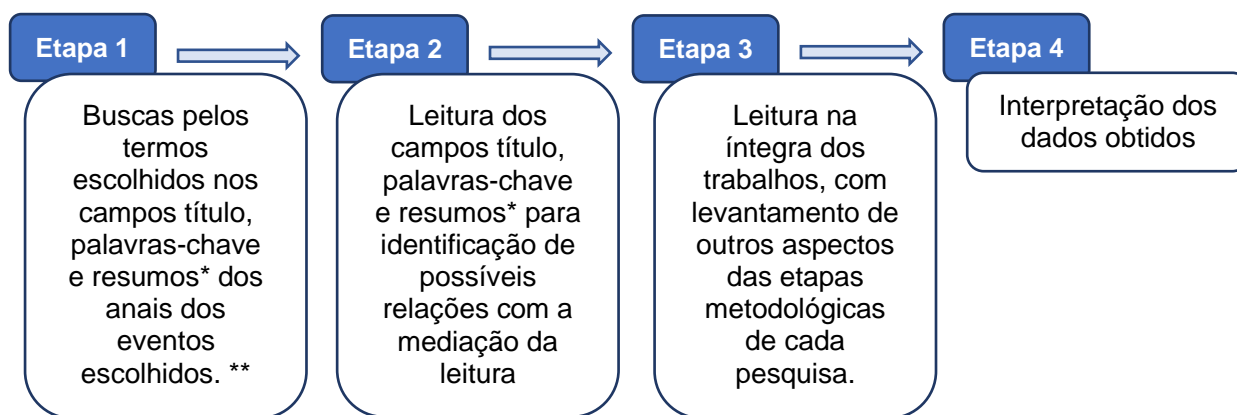 Etapa 1
Buscas pelos
termos
escolhidos nos
campos título,
palavras-chave
e resumos* dos
anais dos
eventos
escolhidos. **
Etapa 2
Leitura dos
campos título,
palavras-chave
e resumos* para
identificação de
possíveis
relações com a
mediação da
leitura
Etapa 3
Leitura na
íntegra dos
trabalhos, com
levantamento de
outros aspectos
das etapas
metodológicas
de cada
pesquisa.
Etapa 4
Interpretação dos
dados obtidos